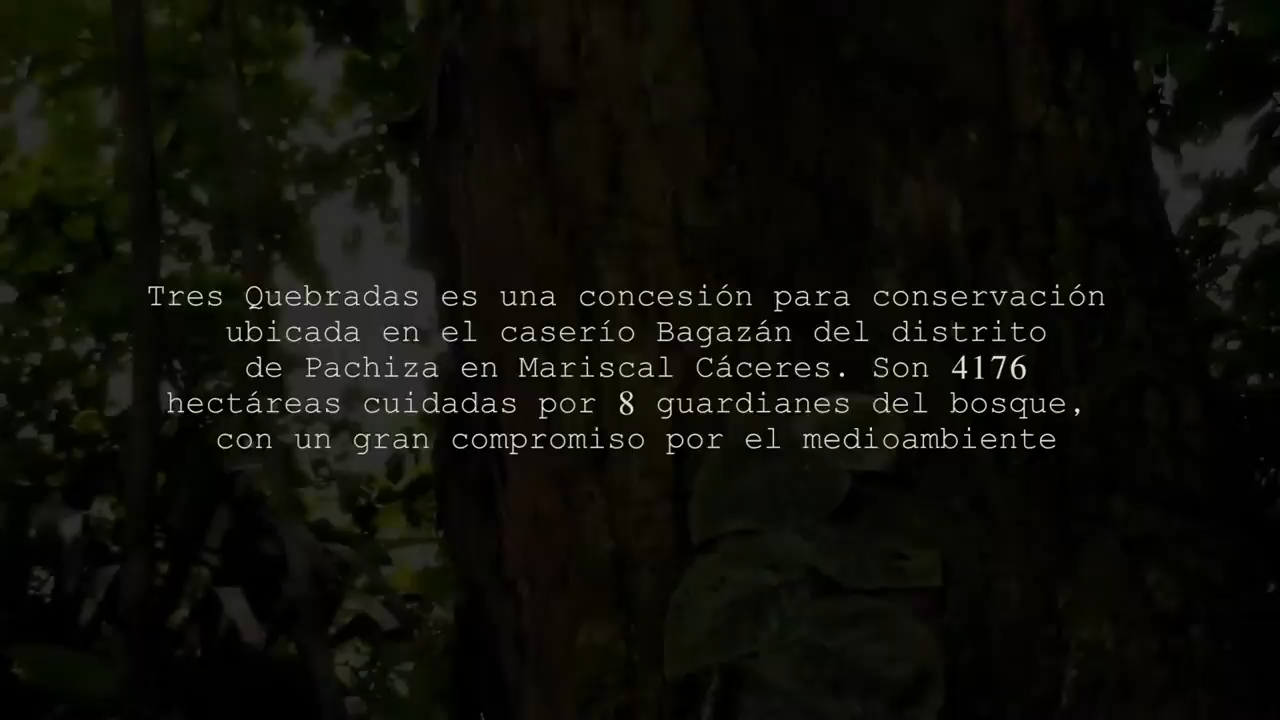 Tres Quebradas es una concesión para conservación
ubicada en el caserío Bagazán del distrito
de Pachiza en Mariscal Cáceres. Son 4176
hectáreas cuidadas por 8 guardianes del bosque,
con un gran compromiso por el medioambiente